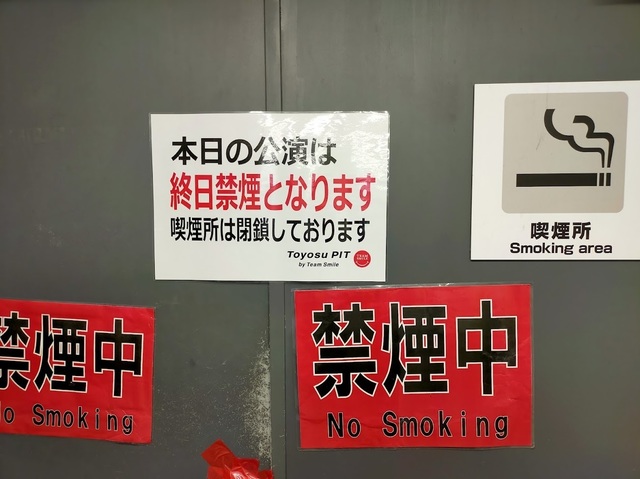 本日の公演は
終日禁煙となります
喫煙所は閉鎖しております
Toyosu PIT
by Team Smile
喫煙所
Smoking area
禁煙中
No Smoking
禁煙中
No Smoking